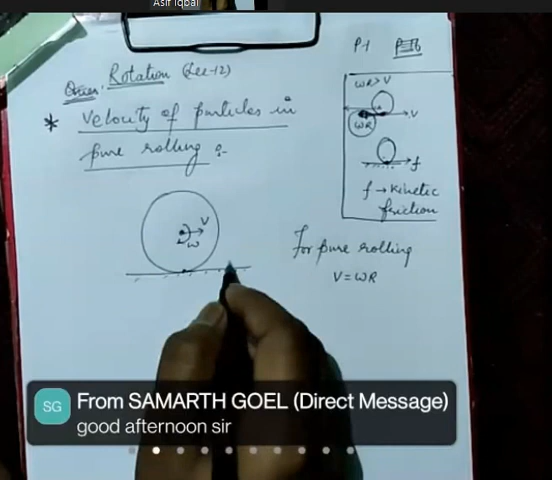 Asif Iqbal
P-1
Rotation (Lec-12)
* Velocity of particles in
pure rolling :-
ωR > V
V
ωR
f
f → Kinetic
friction
V
ω
For pure rolling
V = ωR
SG
From SAMARTH GOEL (Direct Message)
good afternoon sir